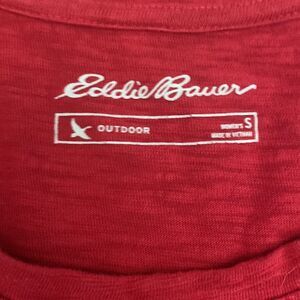 Eddie Bauer
OUTDOOR
WOMEN'S S
MADE IN VIETNAM